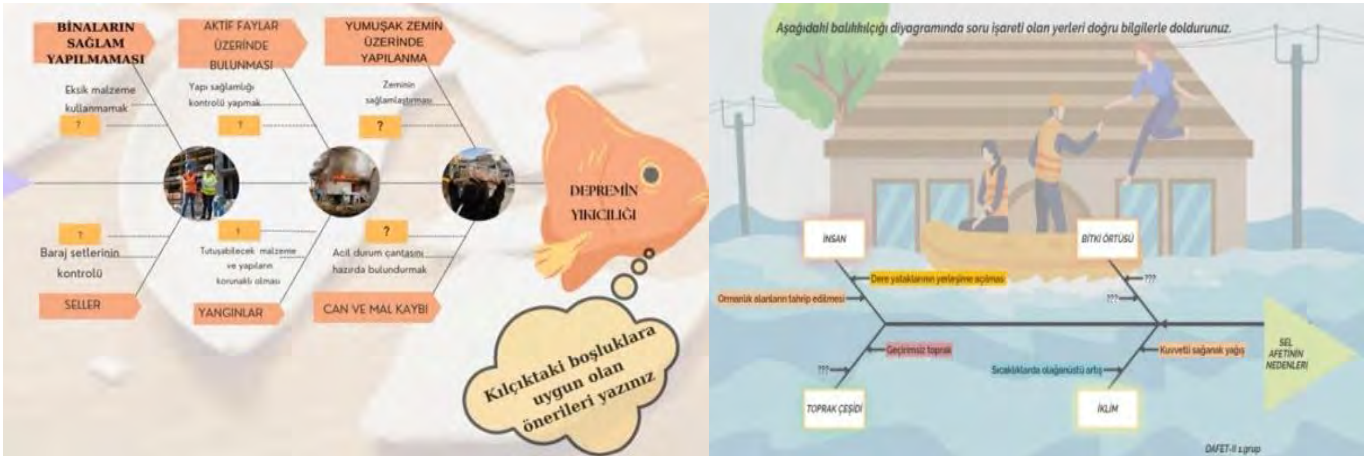 BİNALARIN
SAĞLAM
YAPILMAMASI
AKTİF FAYLAR
ÜZERİNDE
BULUNMASI
YUMUŞAK ZEMİN
ÜZERİNDE
YAPILANMA
Eksik malzeme
kullanmamak
Yapı sağlamlığı
kontrolü yapmak
Zeminin
sağlamlaştırması
?
?
?
DEPREMİN
YIKICILIĞI
?
?
?
Baraj setlerinin
kontrolü
Tutuşabilecek malzeme
ve yapıların
korunaklı olması
Acil durum çantasını
hazırda bulundurmak
SELLER
YANGINLAR
CAN VE MAL KAYBI
Kılçıktaki boşluklara
uygun olan
önerileri yazınız
Aşağıdaki balıkkılçığı diyagramında soru işareti olan yerleri doğru bilgilerle doldurunuz.
İNSAN
BİTKİ ÖRTÜSÜ
Dere yataklarının yerleşime açılması
???
Ormanlık alanların tahrip edilmesi
???
SEL
AFETİNİN
NEDENLERİ
Geçirimsiz toprak
Kuvvetli sağanak yağış
???
Sıcaklıklarda olağanüstü artış
TOPRAK ÇEŞİDİ
İKLİM
DAFET-II 1.grup